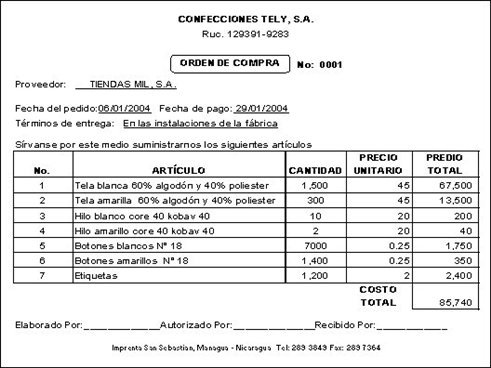 CONFECCIONES TELY, S.A.
Ruc. 129391-9283
ORDEN DE COMPRA No: 0001
Proveedor: TIENDAS MIL, S.A.
Fecha del pedido:06/01/2004 Fecha de pago: 29/01/2004
Términos de entrega: En las instalaciones de la fábrica
Sírvanse por este medio suministrarnos los siguientes artículos
No. ARTÍCULO CANTIDAD PRECIO UNITARIO PREDIO TOTAL
1 Tela blanca 60% algodón y 40% poliester 1,500 45 67,500
2 Tela amarilla 60% algodón y 40% poliester 300 45 13,500
3 Hilo blanco core 40 kobav 40 10 20 200
4 Hilo amarillo core 40 kobav 40 2 20 40
5 Botones blancos Nº 18 7000 0.25 1,750
6 Botones amarillos Nº 18 1,400 0.25 350
7 Etiquetas 1,200 2 2,400
COSTO TOTAL 85,740
Elaborado Por:_____________Autorizado Por:______________Recibido Por:____________
Imprenta San Sebastian, Managua - Nicaragua Tel: 289 3849 Fax: 289 7364